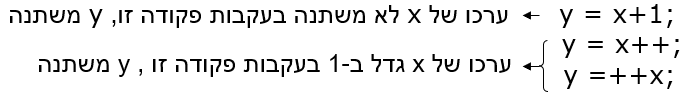 y = x+1; ← ערכו של x לא משתנה בעקבות פקודה זו, y משתנה
y = x++;
ערכו של x גדל ב-1 בעקבות פקודה זו , y משתנה ←
y =++x;